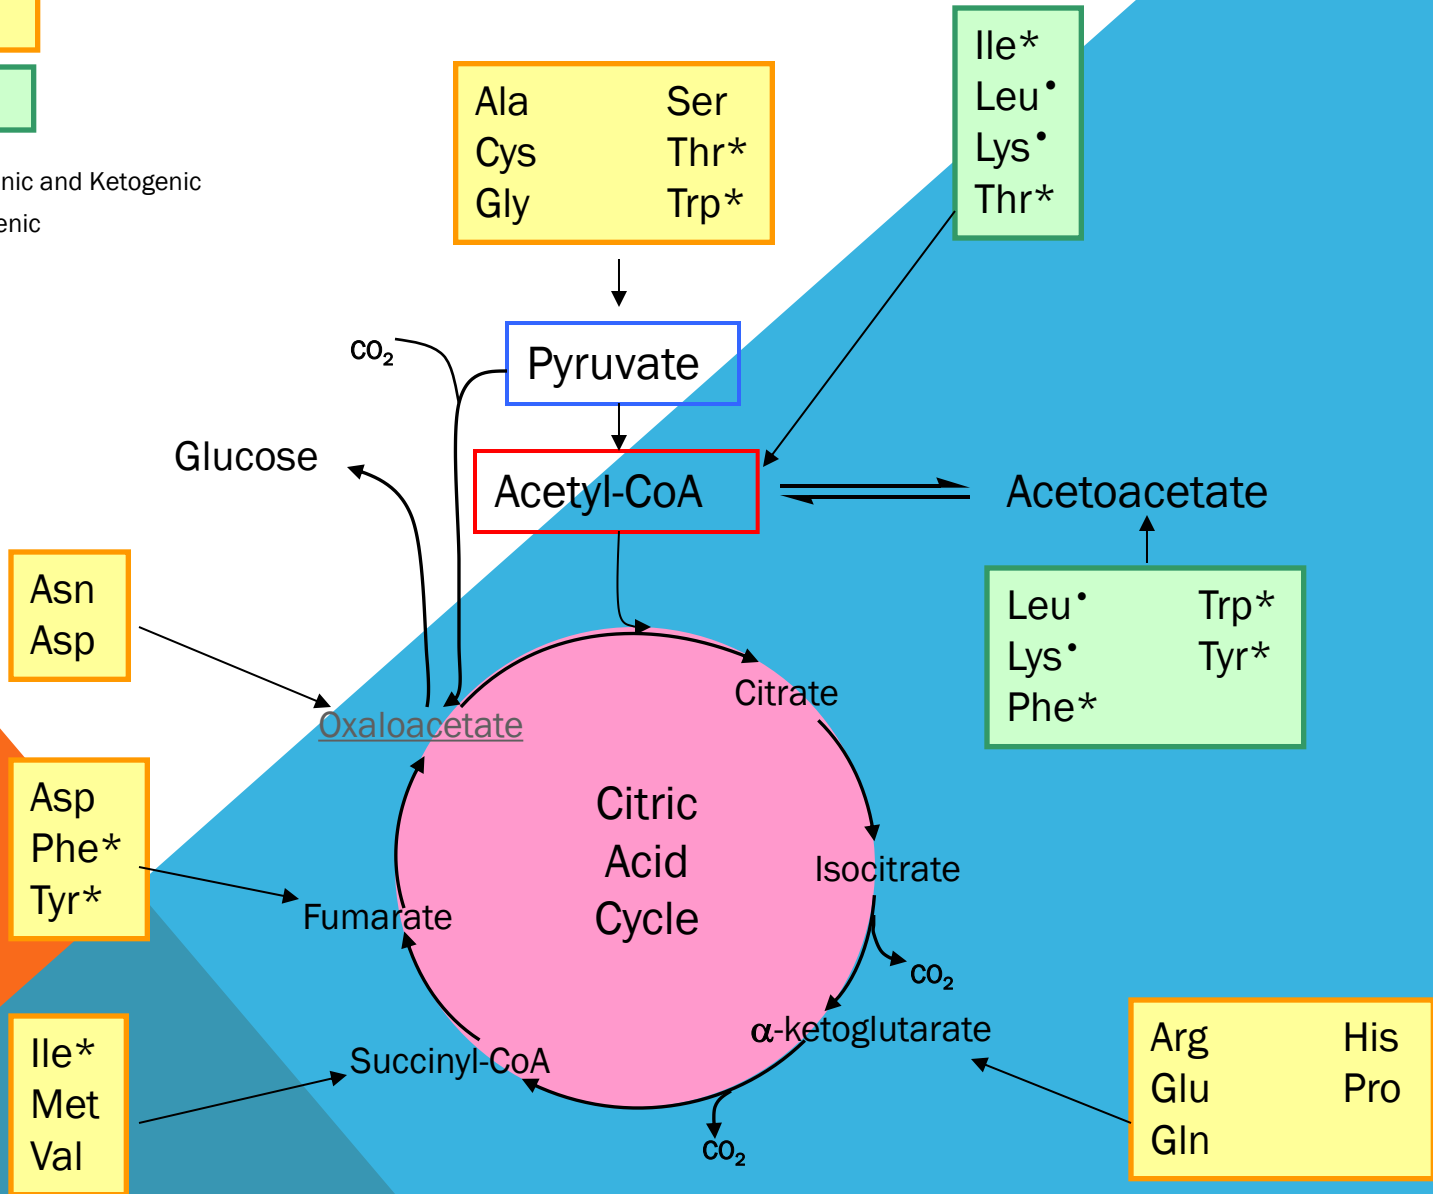 nic and Ketogenic
enic
Ala Ser
Cys Thr*
Gly Trp*
Ile*
Leu•
Lys•
Thr*
CO₂
Pyruvate
Glucose
Acetyl-CoA
Acetoacetate
Leu• Trp*
Lys• Tyr*
Phe*
Asn
Asp
Oxaloacetate
Citrate
Asp
Phe*
Tyr*
Citric
Acid
Cycle
Isocitrate
Fumarate
CO₂
α-ketoglutarate
Succinyl-CoA
Ile*
Met
Val
Arg His
Glu Pro
Gln
CO₂